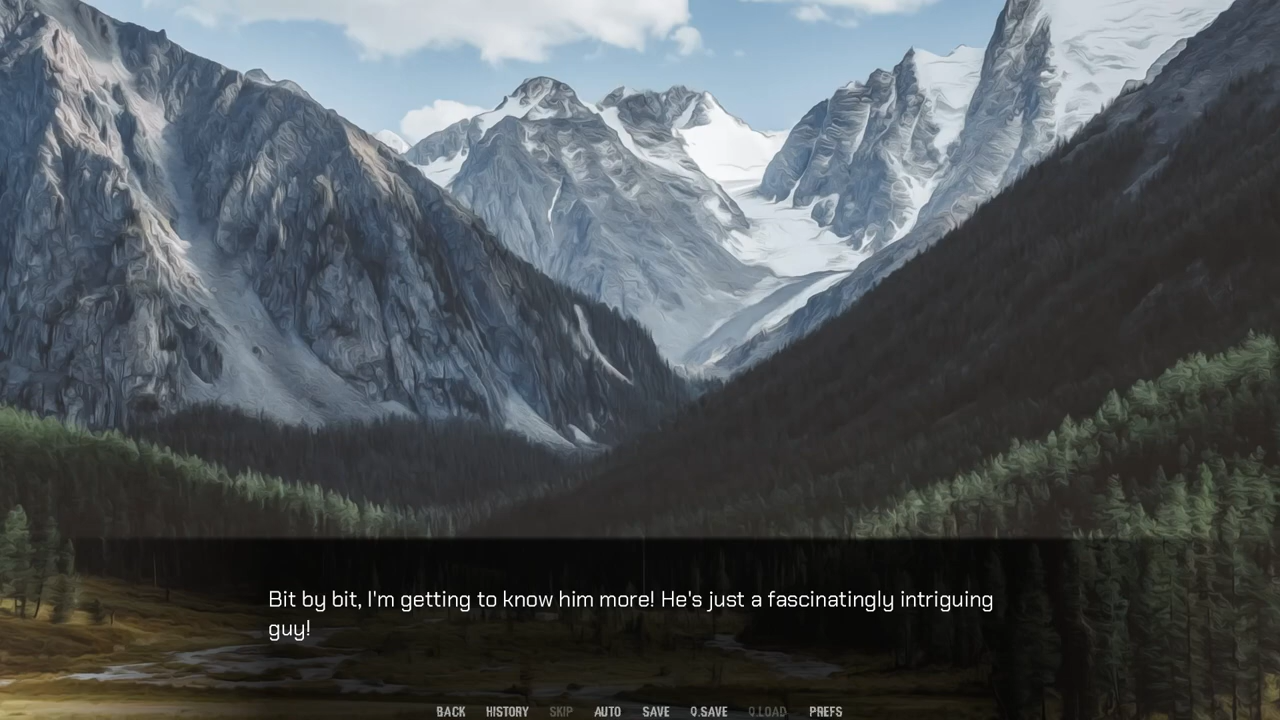 Bit by bit, I'm getting to know him more! He's just a fascinatingly intriguing
guy!
BACK HISTORY SKIP AUTO SAVE Q.SAVE Q.LOAD PREFS